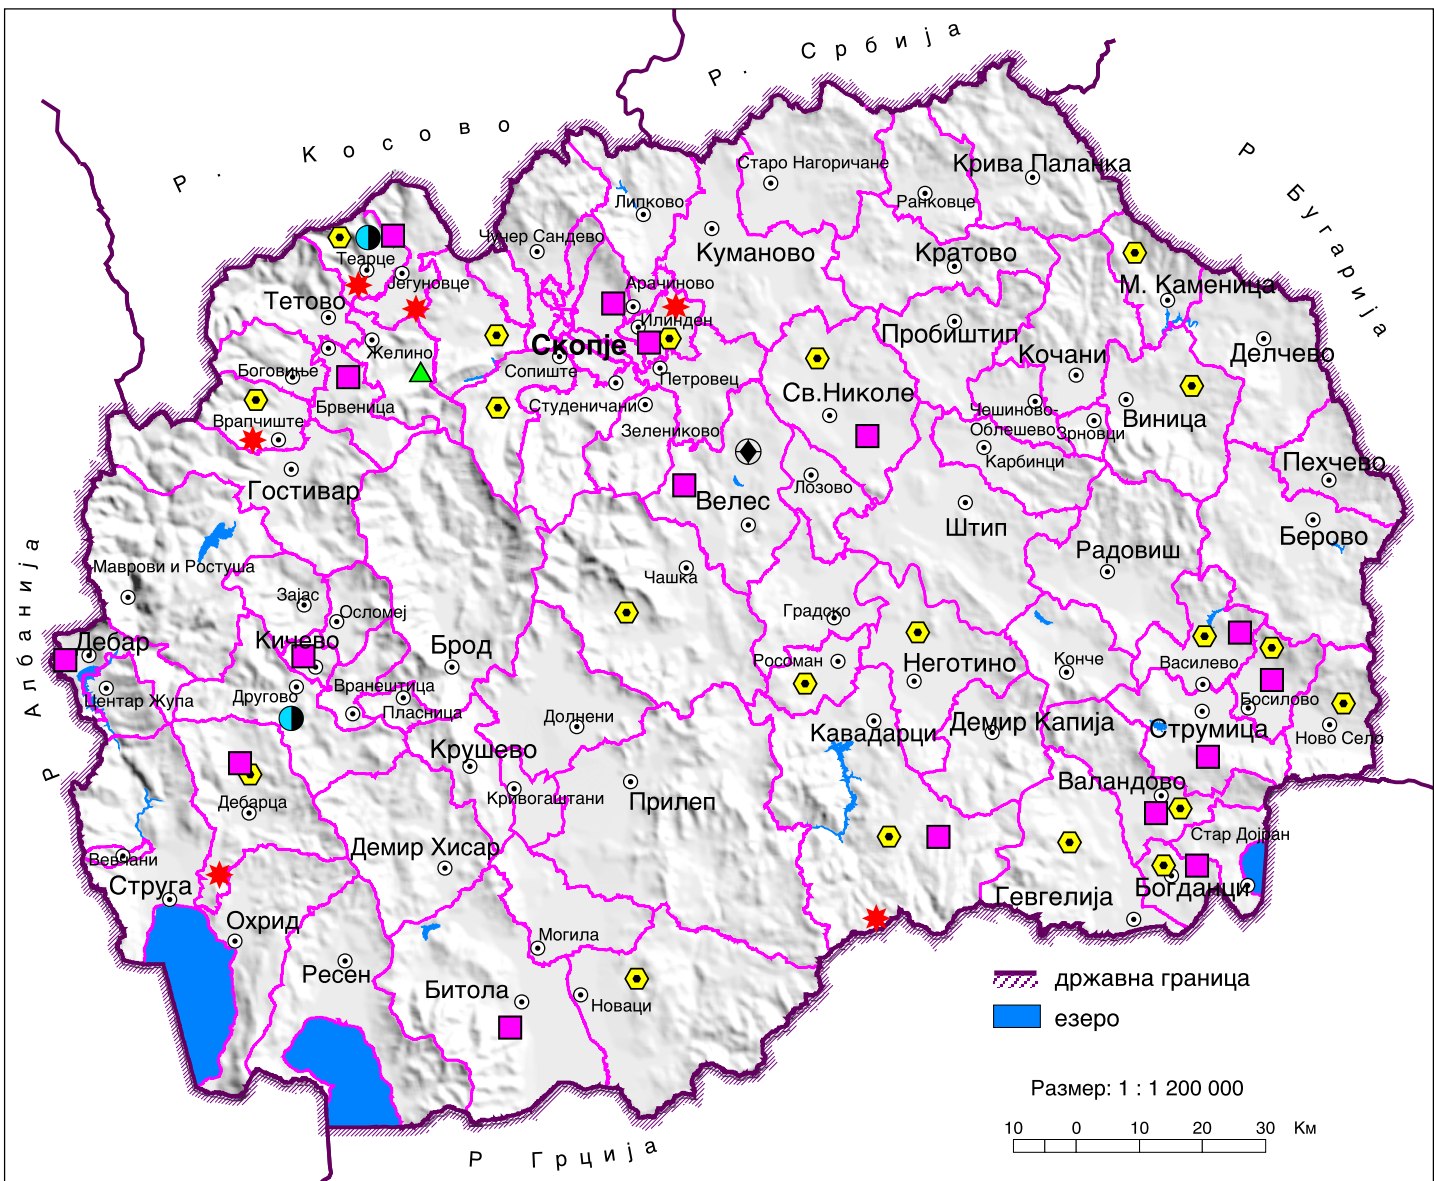 Р. Србија
Р. Косово
Р Бугарија
Р Албанија
Р Грција
Старо Нагоричане
Крива Паланка
Ранковце
Липково
Чучер Сандево
Куманово
Кратово
Теарце
Јегуновце
Арачиново
М. Каменица
Тетово
Илинден
Пробиштип
Скопје
Кочани
Делчево
Желино
Сопиште
Петровец
Боговиње
Св.Николе
Брвеница
Студеничани
Чешиново-
Облешево
Зрновци
Виница
Врапчиште
Зелениково
Карбинци
Пехчево
Гостивар
Лозово
Велес
Штип
Берово
Радовиш
Маврови и Ростуша
Чашка
Зајас
Осломеј
Градско
Дебар
Кичево
Брод
Росоман
Неготино
Конче
Василево
Центар Жупа
Другово
Вранештица
Пласница
Долнени
Босилово
Демир Капија
Кавадарци
Струмица
Ново Село
Крушево
Валандово
Кривогаштани
Прилеп
Дебарца
Стар Дојран
Вевчани
Демир Хисар
Струга
Богданци
Гевгелија
Охрид
Могила
Ресен
Битола
Новаци
државна граница
езеро
Размер: 1 : 1 200 000
10 0 10 20 30 Км